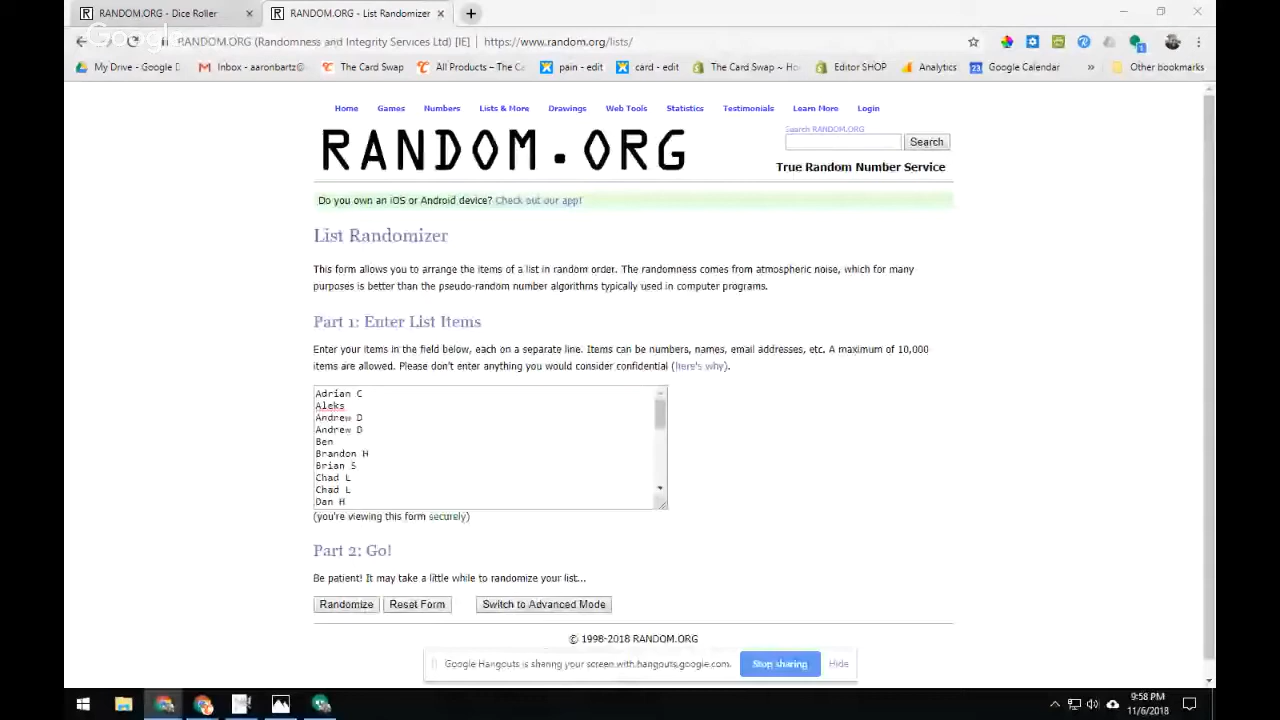 RANDOM.ORG - Dice Roller
RANDOM.ORG - List Randomizer
Google
RANDOM.ORG (Randomness and Integrity Services Ltd) [IE] https://www.random.org/lists/
My Drive - Google D
Inbox - aaronbartz@
The Card Swap
All Products – The Ca
pain - edit
card - edit
The Card Swap ~ Ho
Editor SHOP
Analytics
Google Calendar
»
Other bookmarks
Home Games Numbers Lists & More Drawings Web Tools Statistics Testimonials Learn More Login
RANDOM.ORG
Search RANDOM.ORG
Search
True Random Number Service
Do you own an iOS or Android device? Check out our app!
List Randomizer
This form allows you to arrange the items of a list in random order. The randomness comes from atmospheric noise, which for many
purposes is better than the pseudo-random number algorithms typically used in computer programs.
Part 1: Enter List Items
Enter your items in the field below, each on a separate line. Items can be numbers, names, email addresses, etc. A maximum of 10,000
items are allowed. Please don't enter anything you would consider confidential (here's why).
Adrian C
Aleks
Andrew D
Andrew D
Ben
Brandon H
Brian S
Chad L
Chad L
Dan H
(you're viewing this form securely)
Part 2: Go!
Be patient! It may take a little while to randomize your list...
Randomize Reset Form Switch to Advanced Mode
© 1998-2018 RANDOM.ORG
Google Hangouts is sharing your screen with hangouts.google.com. Stop sharing Hide
9:58 PM
11/6/2018